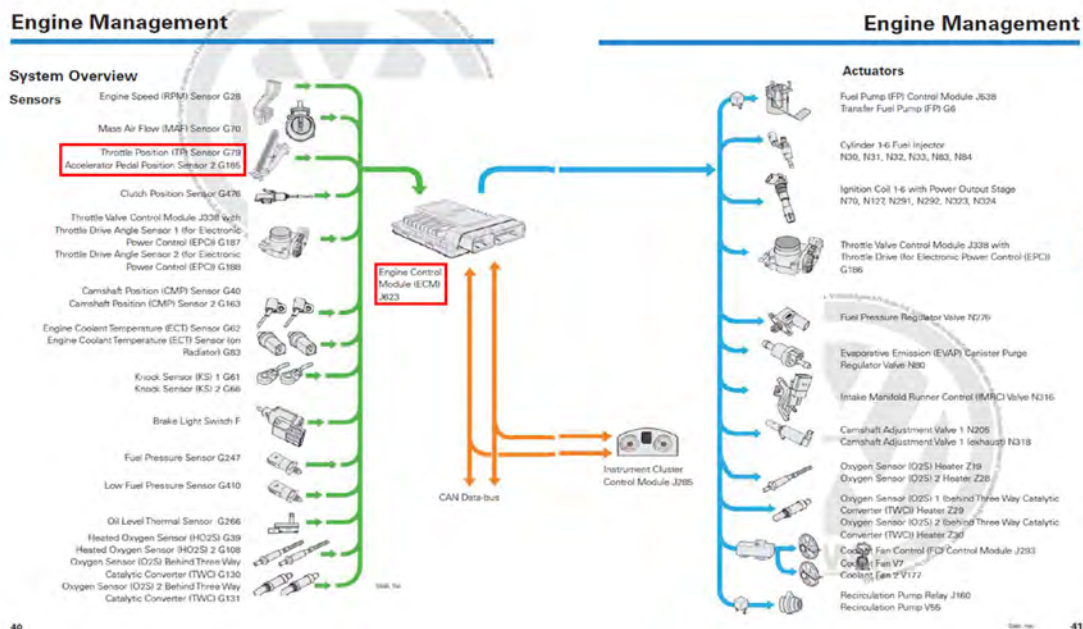 Engine Management
System Overview
Sensors
Engine Speed (RPM) Sensor G28
Mass Air Flow (MAF) Sensor G70
Throttle Position (TP) Sensor G79
Accelerator Pedal Position Sensor 2 G185
Clutch Position Sensor G476
Throttle Valve Control Module J338 with
Throttle Drive Angle Sensor 1 (for Electronic
Power Control (EPC)) G187
Throttle Drive Angle Sensor 2 (for Electronic
Power Control (EPC)) G188
Camshaft Position (CMP) Sensor G40
Camshaft Position (CMP) Sensor 2 G163
Engine Coolant Temperature (ECT) Sensor G62
Engine Coolant Temperature (ECT) Sensor (on
Radiator) G83
Knock Sensor (KS) 1 G61
Knock Sensor (KS) 2 G66
Brake Light Switch F
Fuel Pressure Sensor G247
Low Fuel Pressure Sensor G410
Oil Level Thermal Sensor G266
Heated Oxygen Sensor (HO2S) G39
Heated Oxygen Sensor (HO2S) 2 G108
Oxygen Sensor (O2S) Behind Three Way
Catalytic Converter (TWC) G130
Oxygen Sensor (O2S) 2 Behind Three Way
Catalytic Converter (TWC) G131
40
Engine Control
Module (ECM)
J623
CAN Data-bus
Instrument Cluster
Control Module J285
Engine Management
Actuators
Fuel Pump (FP) Control Module J538
Transfer Fuel Pump (FP) G6
Cylinder 1-6 Fuel Injector
N30, N31, N32, N33, N83, N84
Ignition Coil 1-6 with Power Output Stage
N70, N127, N291, N292, N323, N324
Throttle Valve Control Module J338 with
Throttle Drive (for Electronic Power Control (EPC))
G186
Fuel Pressure Regulator Valve N276
Evaporative Emission (EVAP) Canister Purge
Regulator Valve N80
Intake Manifold Runner Control (IMRC) Valve N316
Camshaft Adjustment Valve 1 N205
Camshaft Adjustment Valve 1 (exhaust) N318
Oxygen Sensor (O2S) Heater Z19
Oxygen Sensor (O2S) 2 Heater Z28
Oxygen Sensor (O2S) 1 (behind Three Way Catalytic
Converter (TWC)) Heater Z29
Oxygen Sensor (O2S) 2 (behind Three Way Catalytic
Converter (TWC)) Heater Z30
Coolant Fan Control (FC) Control Module J293
Coolant Fan V7
Coolant Fan 2 V177
Recirculation Pump Relay J160
Recirculation Pump V55
41